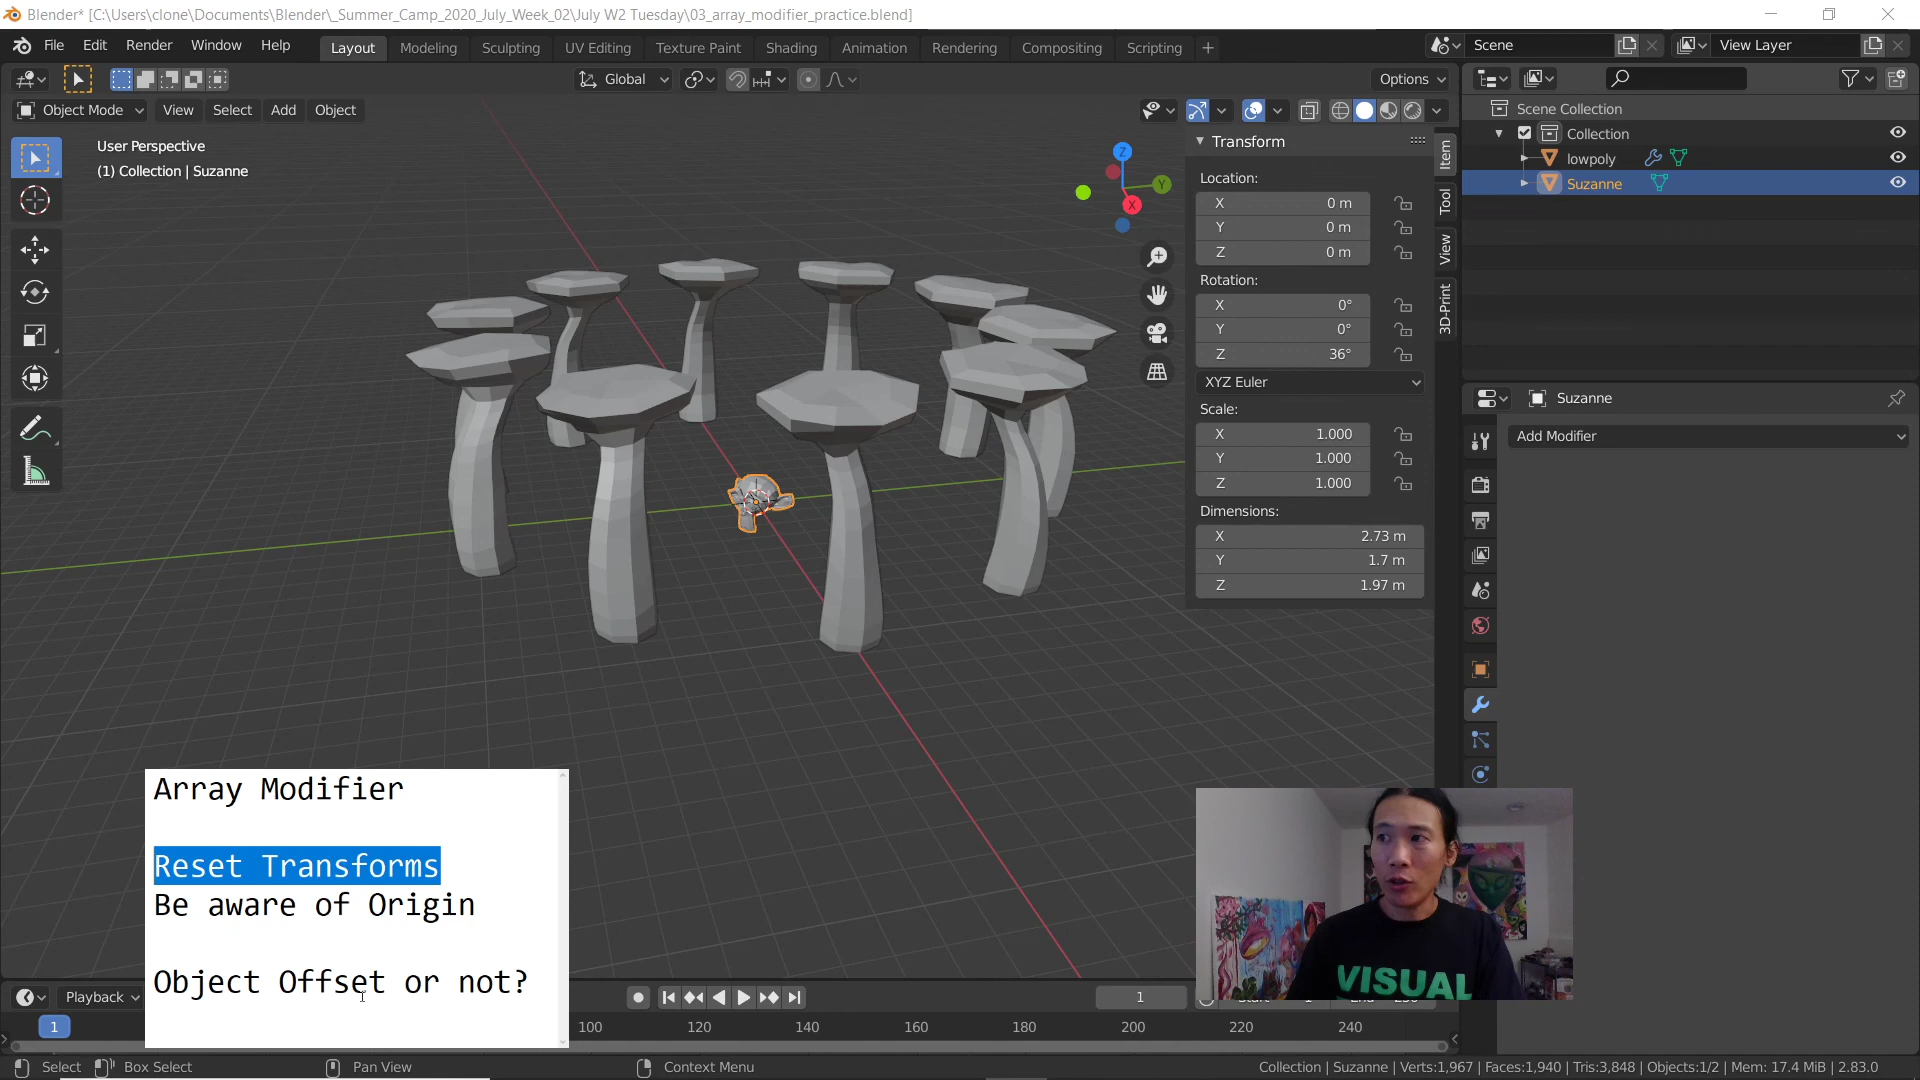 Blender* [C:\Users\clone\Documents\Blender\_Summer_Camp_2020_July_Week_02\July W2 Tuesday\03_array_modifier_practice.blend]
File Edit Render Window Help Layout Modeling Sculpting UV Editing Texture Paint Shading Animation Rendering Compositing Scripting + Scene View Layer
Global Options
Object Mode View Select Add Object
User Perspective
(1) Collection | Suzanne
Z
Y
X
Transform
Location:
X 0 m
Y 0 m
Z 0 m
Rotation:
X 0°
Y 0°
Z 36°
XYZ Euler
Scale:
X 1.000
Y 1.000
Z 1.000
Dimensions:
X 2.73 m
Y 1.7 m
Z 1.97 m
Item
Tool
View
3D-Print
Scene Collection
Collection
lowpoly
Suzanne
Suzanne
Add Modifier
Array Modifier
Reset Transforms
Be aware of Origin
Object Offset or not?
VISUAL
Playback 1
1 100 120 140 160 180 200 220 240
Select Box Select Pan View Context Menu Collection | Suzanne | Verts:1,967 | Faces:1,940 | Tris:3,848 | Objects:1/2 | Mem: 17.4 MiB | 2.83.0